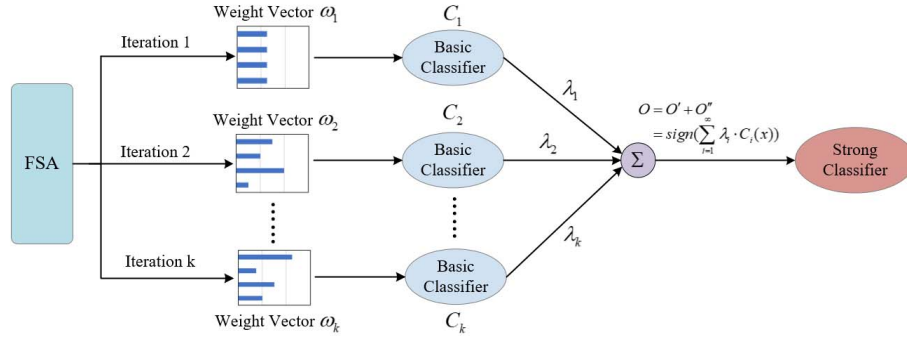 FSA
Iteration 1
Weight Vector ω₁
C₁
Basic
Classifier
λ₁
Iteration 2
Weight Vector ω₂
C₂
Basic
Classifier
λ₂
Iteration k
Weight Vector ωₖ
Basic
Classifier
Cₖ
λₖ
Σ
O = O' + O''
= sign(∑_{i=1}^{∞} λᵢ · Cᵢ(x))
Strong
Classifier